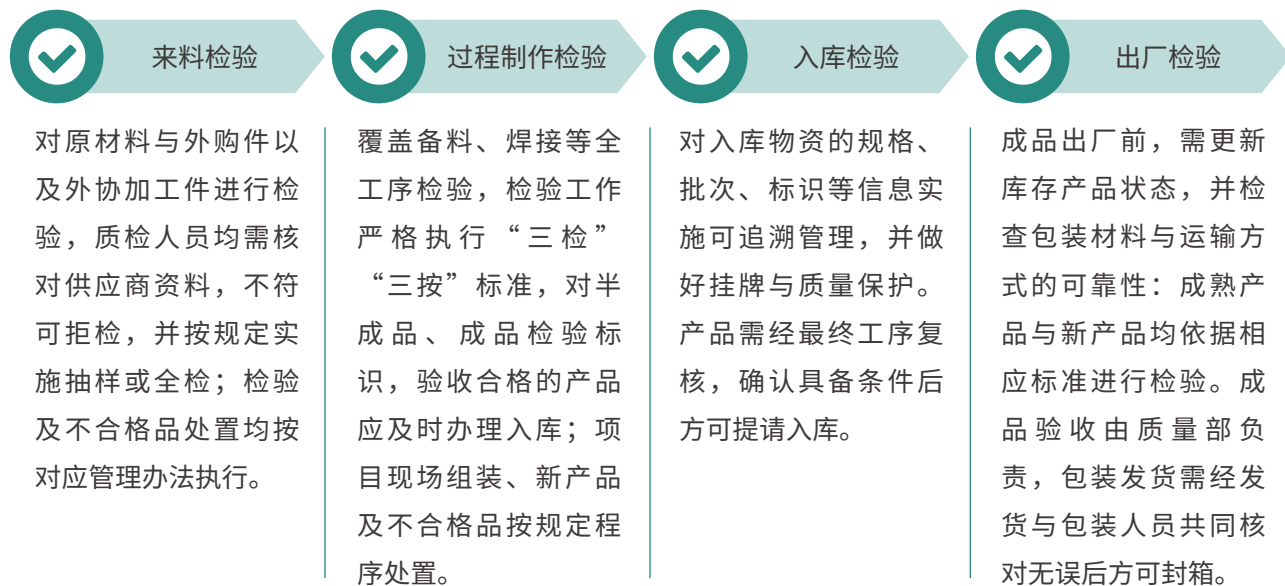 来料检验
对原材料与外购件以
及外协加工件进行检
验，质检人员均需核
对供应商资料，不符
可拒检，并按规定实
施抽样或全检；检验
及不合格品处置均按
对应管理办法执行。
过程制作检验
覆盖备料、焊接等全
工序检验，检验工作
严格执行“三检”
“三按”标准，对半
成品、成品检验标
识，验收合格的产品
应及时办理入库；项
目现场组装、新产品
及不合格品按规定程
序处置。
入库检验
对入库物资的规格、
批次、标识等信息实
施可追溯管理，并做
好挂牌与质量保护。
产品需经最终工序复
核，确认具备条件后
方可提请入库。
出厂检验
成品出厂前，需更新
库存产品状态，并检
查包装材料与运输方
式的可靠性：成熟产
品与新产品均依据相
应标准进行检验。成
品验收由质量部负
责，包装发货需经发
货与包装人员共同核
对无误后方可封箱。